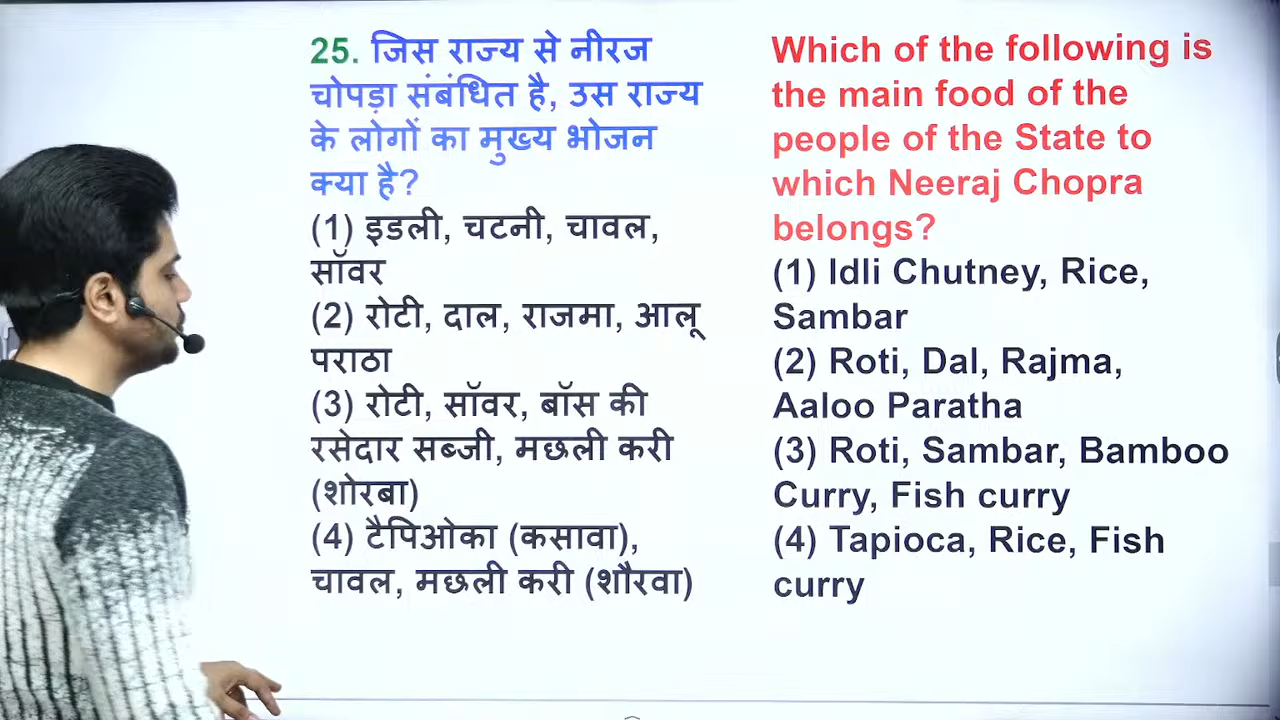 25. जिस राज्य से नीरज
चोपड़ा संबंधित है, उस राज्य
के लोगों का मुख्य भोजन
क्या है?
(1) इडली, चटनी, चावल,
सॉवर
(2) रोटी, दाल, राजमा, आलू
पराठा
(3) रोटी, सॉवर, बॉस की
रसेदार सब्जी, मछली करी
(शोरबा)
(4) टैपिओका (कसावा),
चावल, मछली करी (शौरवा)
Which of the following is
the main food of the
people of the State to
which Neeraj Chopra
belongs?
(1) Idli Chutney, Rice,
Sambar
(2) Roti, Dal, Rajma,
Aaloo Paratha
(3) Roti, Sambar, Bamboo
Curry, Fish curry
(4) Tapioca, Rice, Fish
curry